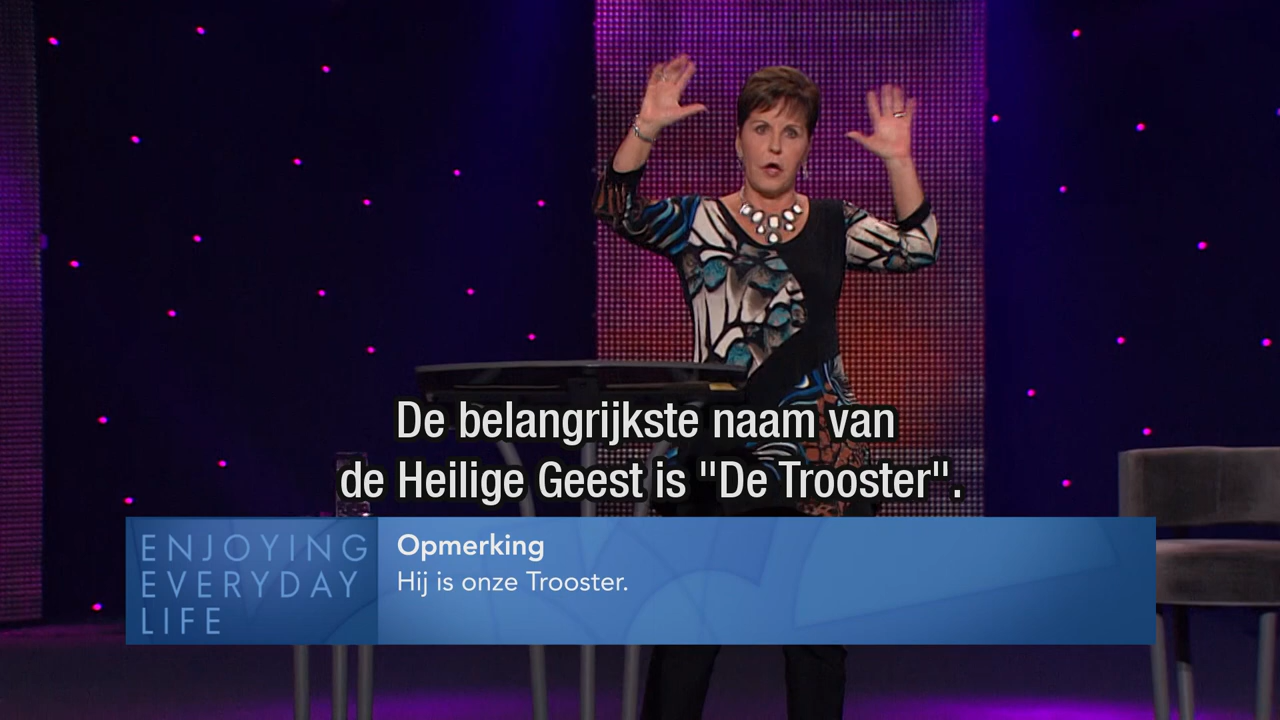 De belangrijkste naam van
de Heilige Geest is "De Trooster".
ENJOYING
EVERYDAY
LIFE
Opmerking
Hij is onze Trooster.